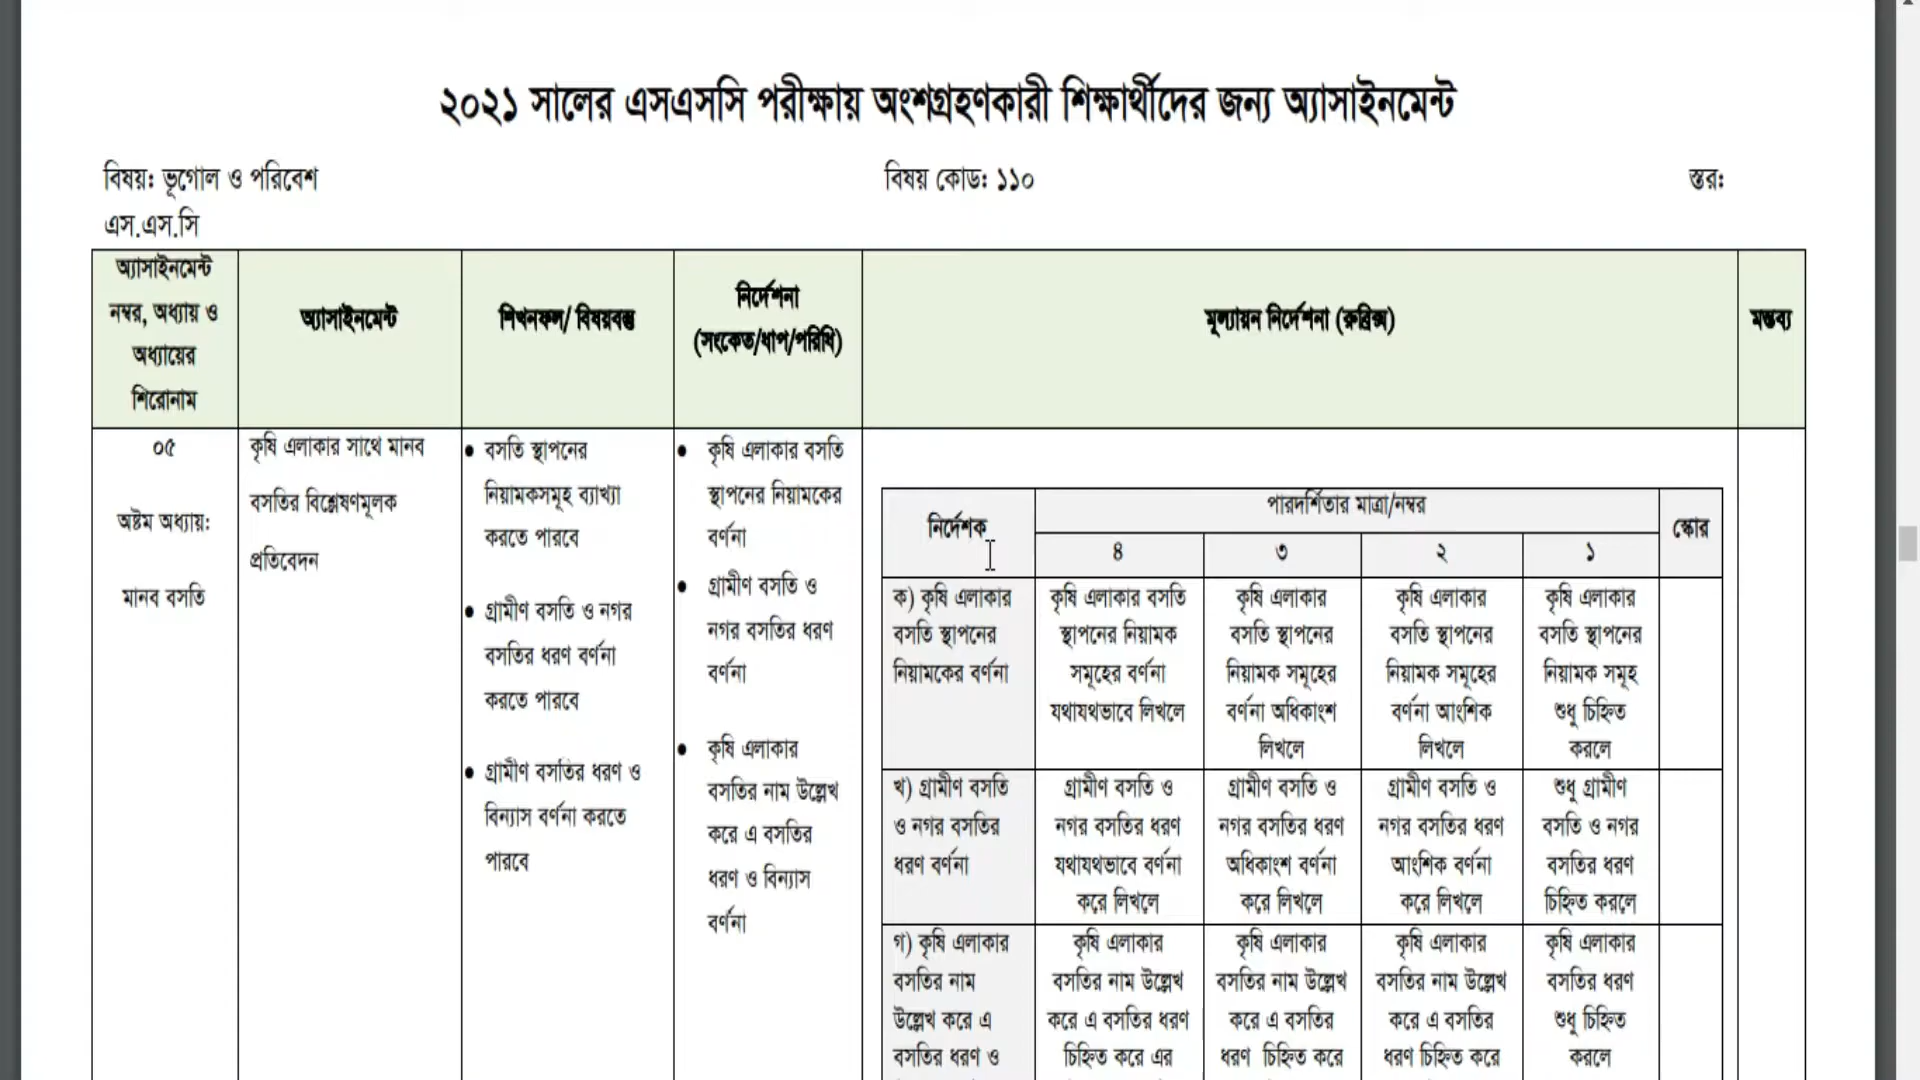 ২০২১ সালের এসএসসি পরীক্ষায় অংশগ্রহণকারী শিক্ষার্থীদের জন্য অ্যাসাইনমেন্ট
বিষয়: ভূগোল ও পরিবেশ
বিষয় কোড: ১১০
স্তর:
এস.এস.সি
অ্যাসাইনমেন্ট
নম্বর, অধ্যায় ও
অধ্যায়ের
শিরোনাম
অ্যাসাইনমেন্ট
শিখনফল/ বিষয়বস্তু
নির্দেশনা
(সংকেত/ধাপ/পরিধি)
মূল্যায়ন নির্দেশনা (রুব্রিক্স)
মন্তব্য
০৫
অষ্টম অধ্যায়:
মানব বসতি
কৃষি এলাকার সাথে মানব
বসতির বিশ্লেষণমূলক
প্রতিবেদন
• বসতি স্থাপনের
নিয়ামকসমূহ ব্যাখ্যা
করতে পারবে
• গ্রামীণ বসতি ও নগর
বসতির ধরণ বর্ণনা
করতে পারবে
• গ্রামীণ বসতির ধরণ ও
বিন্যাস বর্ণনা করতে
পারবে
• কৃষি এলাকার বসতি
স্থাপনের নিয়ামকের
বর্ণনা
• গ্রামীণ বসতি ও
নগর বসতির ধরণ
বর্ণনা
• কৃষি এলাকার
বসতির নাম উল্লেখ
করে এ বসতির
ধরণ ও বিন্যাস
বর্ণনা
নির্দেশক
পারদর্শিতার মাত্রা/নম্বর
স্কোর
৪
৩
২
১
ক) কৃষি এলাকার
বসতি স্থাপনের
নিয়ামকের বর্ণনা
কৃষি এলাকার বসতি
স্থাপনের নিয়ামক
সমূহের বর্ণনা
যথাযথভাবে লিখলে
কৃষি এলাকার
বসতি স্থাপনের
নিয়ামক সমূহের
বর্ণনা অধিকাংশ
লিখলে
কৃষি এলাকার
বসতি স্থাপনের
নিয়ামক সমূহের
বর্ণনা আংশিক
লিখলে
কৃষি এলাকার
বসতি স্থাপনের
নিয়ামক সমূহ
শুধু চিহ্নিত
করলে
খ) গ্রামীণ বসতি
ও নগর বসতির
ধরণ বর্ণনা
গ্রামীণ বসতি ও
নগর বসতির ধরণ
যথাযথভাবে বর্ণনা
করে লিখলে
গ্রামীণ বসতি ও
নগর বসতির ধরণ
অধিকাংশ বর্ণনা
করে লিখলে
গ্রামীণ বসতি ও
নগর বসতির ধরণ
আংশিক বর্ণনা
করে লিখলে
শুধু গ্রামীণ
বসতি ও নগর
বসতির ধরণ
চিহ্নিত করলে
গ) কৃষি এলাকার
বসতির নাম
উল্লেখ করে এ
বসতির ধরণ ও
কৃষি এলাকার
বসতির নাম উল্লেখ
করে এ বসতির ধরণ
চিহ্নিত করে এর
কৃষি এলাকার
বসতির নাম উল্লেখ
করে এ বসতির
ধরণ চিহ্নিত করে
কৃষি এলাকার
বসতির নাম উল্লেখ
করে এ বসতির
ধরণ চিহ্নিত করে
কৃষি এলাকার
বসতির ধরণ
শুধু চিহ্নিত
করলে